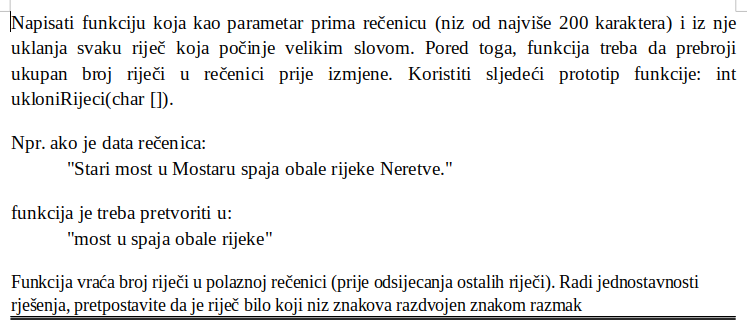 Napisati funkciju koja kao parametar prima rečenicu (niz od najviše 200 karaktera) i iz nje
uklanja svaku riječ koja počinje velikim slovom. Pored toga, funkcija treba da prebroji
ukupan broj riječi u rečenici prije izmjene. Koristiti sljedeći prototip funkcije: int
ukloniRijeci(char []).
Npr. ako je data rečenica:
"Stari most u Mostaru spaja obale rijeke Neretve."
funkcija je treba pretvoriti u:
"most u spaja obale rijeke"
Funkcija vraća broj riječi u polaznoj rečenici (prije odsijecanja ostalih riječi). Radi jednostavnosti
rješenja, pretpostavite da je riječ bilo koji niz znakova razdvojen znakom razmak